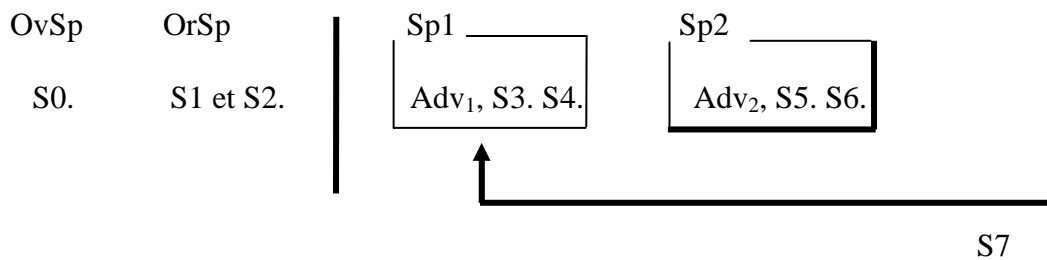 OvSp OrSp Sp1 Sp2
S0. S1 et S2. Adv₁, S3. S4. Adv₂, S5. S6.
S7